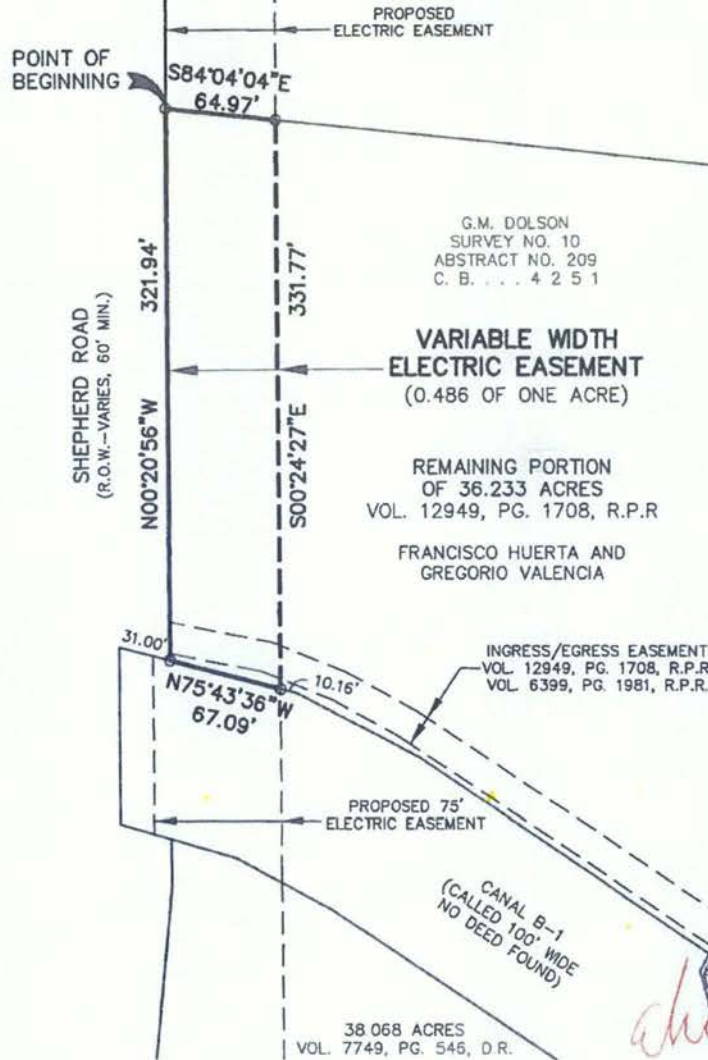 PROPOSED
ELECTRIC EASEMENT
POINT OF
BEGINNING
S84°04'04"E
64.97'
G.M. DOLSON
SURVEY NO. 10
ABSTRACT NO. 209
C. B. . . . 4 2 5 1
321.94'
331.77'
SHEPHERD ROAD
(R.O.W.-VARIES, 60' MIN.)
VARIABLE WIDTH
ELECTRIC EASEMENT
(0.486 OF ONE ACRE)
N00°20'56"W
S00°24'27"E
REMAINING PORTION
OF 36.233 ACRES
VOL. 12949, PG. 1708, R.P.R
FRANCISCO HUERTA AND
GREGORIO VALENCIA
31.00'
INGRESS/EGRESS EASEMENT
VOL. 12949, PG. 1708, R.P.R
VOL. 6399, PG. 1981, R.P.R.
N75°43'36"W
67.09'
10.16'
PROPOSED 75'
ELECTRIC EASEMENT
CANAL B-1
(CALLED 100' WIDE
NO DEED FOUND)
38.068 ACRES
VOL. 7749, PG. 546, D.R.